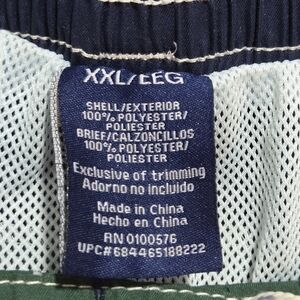 XXL/EEG
SHELL/EXTERIOR
100% POLYESTER/
POLIESTER
BRIEF/CALZONCILLOS
100% POLYESTER/
POLIESTER
Exclusive of trimming
Adorno no incluido
Made in China
Hecho en China
RN 0100576
UPC# 684465188222